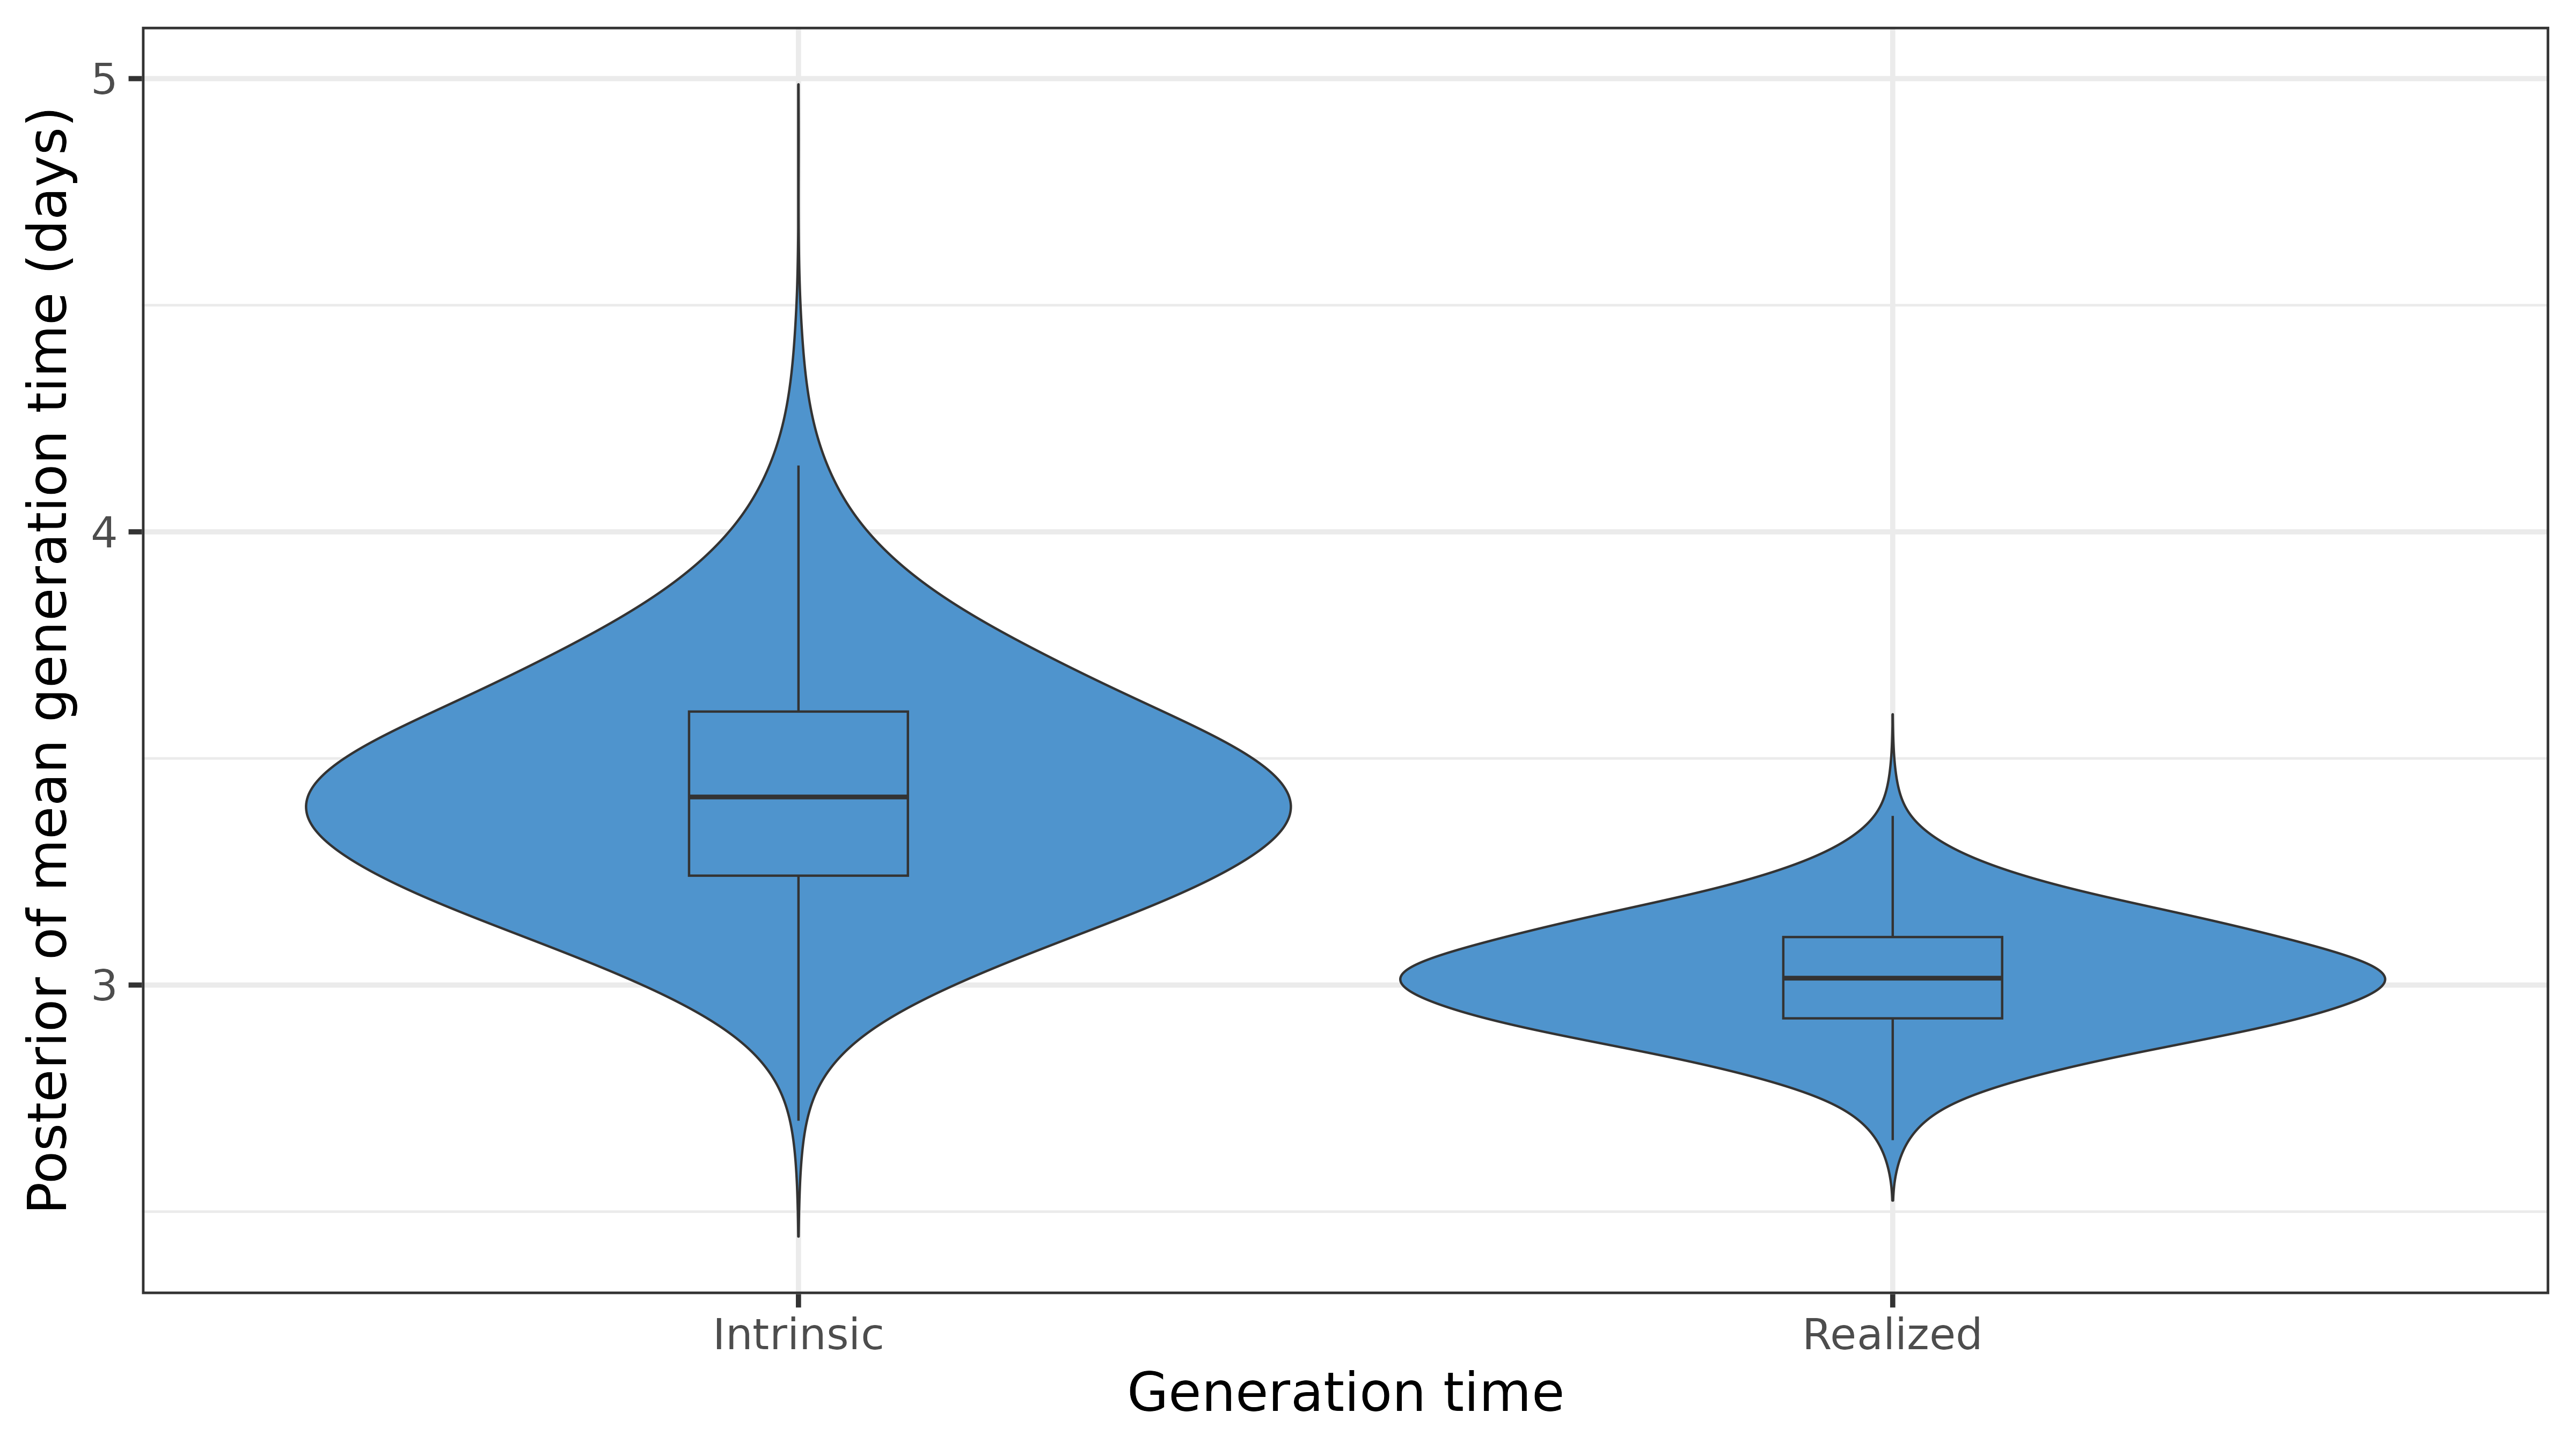 Posterior of mean generation time (days)
5
4
3
Intrinsic
Realized
Generation time